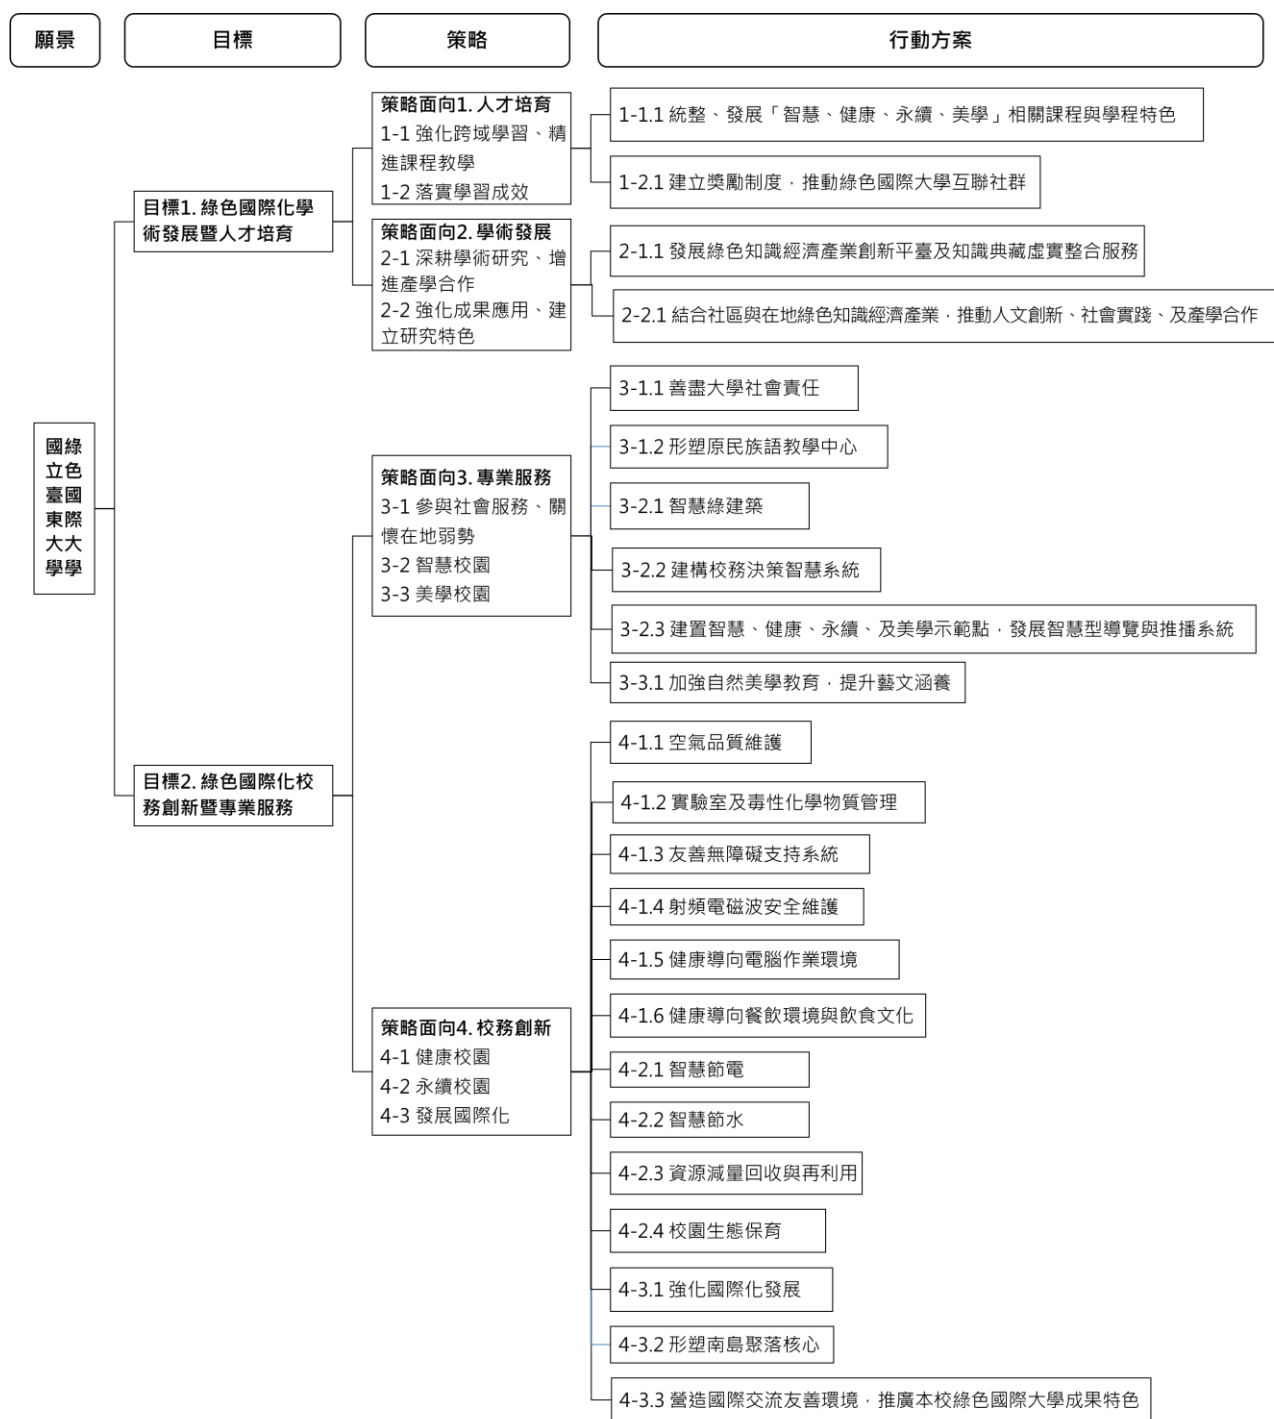 願景
目標
策略
行動方案
國立臺東大學
綠色國際大學
目標1. 綠色國際化學
術發展暨人才培育
策略面向1. 人才培育
1-1 強化跨域學習、精
進課程教學
1-2 落實學習成效
1-1.1 統整、發展「智慧、健康、永續、美學」相關課程與學程特色
1-2.1 建立獎勵制度，推動綠色國際大學互聯社群
策略面向2. 學術發展
2-1 深耕學術研究、增
進產學合作
2-2 強化成果應用、建
立研究特色
2-1.1 發展綠色知識經濟產業創新平臺及知識典藏虛實整合服務
2-2.1 結合社區與在地綠色知識經濟產業，推動人文創新、社會實踐、及產學合作
目標2. 綠色國際化校
務創新暨專業服務
策略面向3. 專業服務
3-1 參與社會服務、關
懷在地弱勢
3-2 智慧校園
3-3 美學校園
3-1.1 善盡大學社會責任
3-1.2 形塑原民族語教學中心
3-2.1 智慧綠建築
3-2.2 建構校務決策智慧系統
3-2.3 建置智慧、健康、永續、及美學示範點，發展智慧型導覽與推播系統
3-3.1 加強自然美學教育，提升藝文涵養
策略面向4. 校務創新
4-1 健康校園
4-2 永續校園
4-3 發展國際化
4-1.1 空氣品質維護
4-1.2 實驗室及毒性化學物質管理
4-1.3 友善無障礙支持系統
4-1.4 射頻電磁波安全維護
4-1.5 健康導向電腦作業環境
4-1.6 健康導向餐飲環境與飲食文化
4-2.1 智慧節電
4-2.2 智慧節水
4-2.3 資源減量回收與再利用
4-2.4 校園生態保育
4-3.1 強化國際化發展
4-3.2 形塑南島聚落核心
4-3.3 營造國際交流友善環境，推廣本校綠色國際大學成果特色